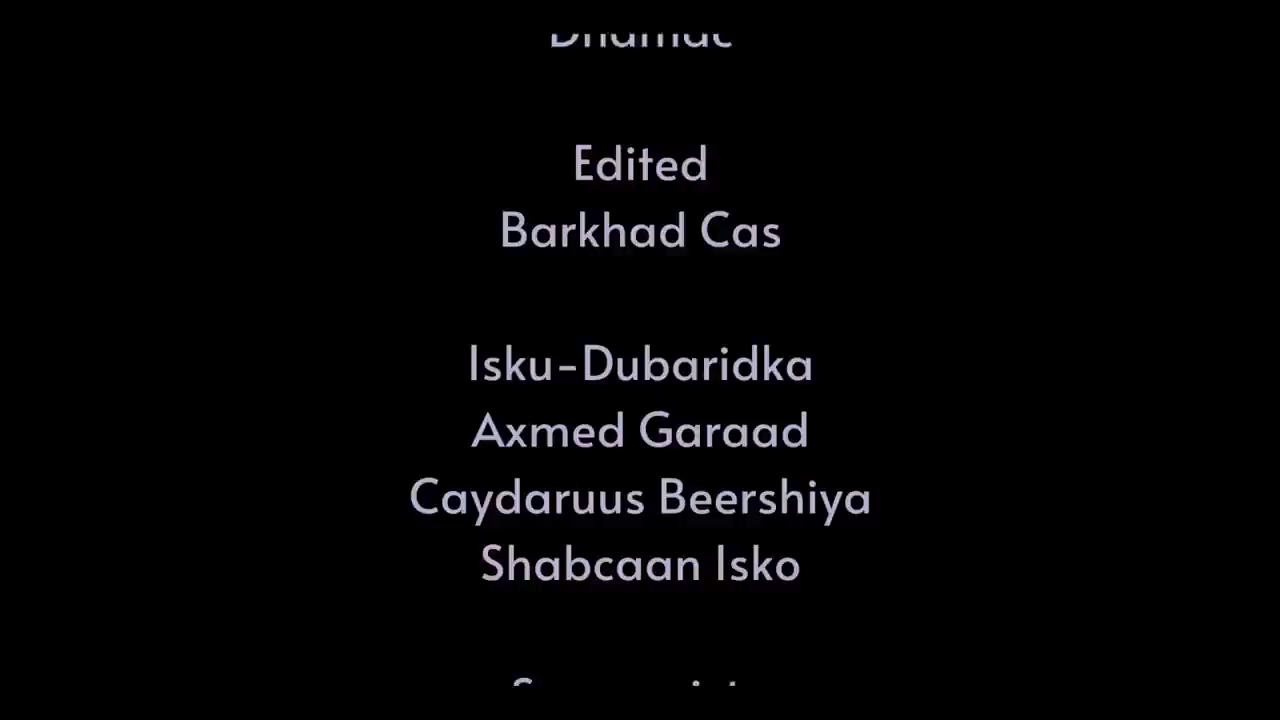 Edited
Barkhad Cas
Isku-Dubaridka
Axmed Garaad
Caydaruus Beershiya
Shabcaan Isko